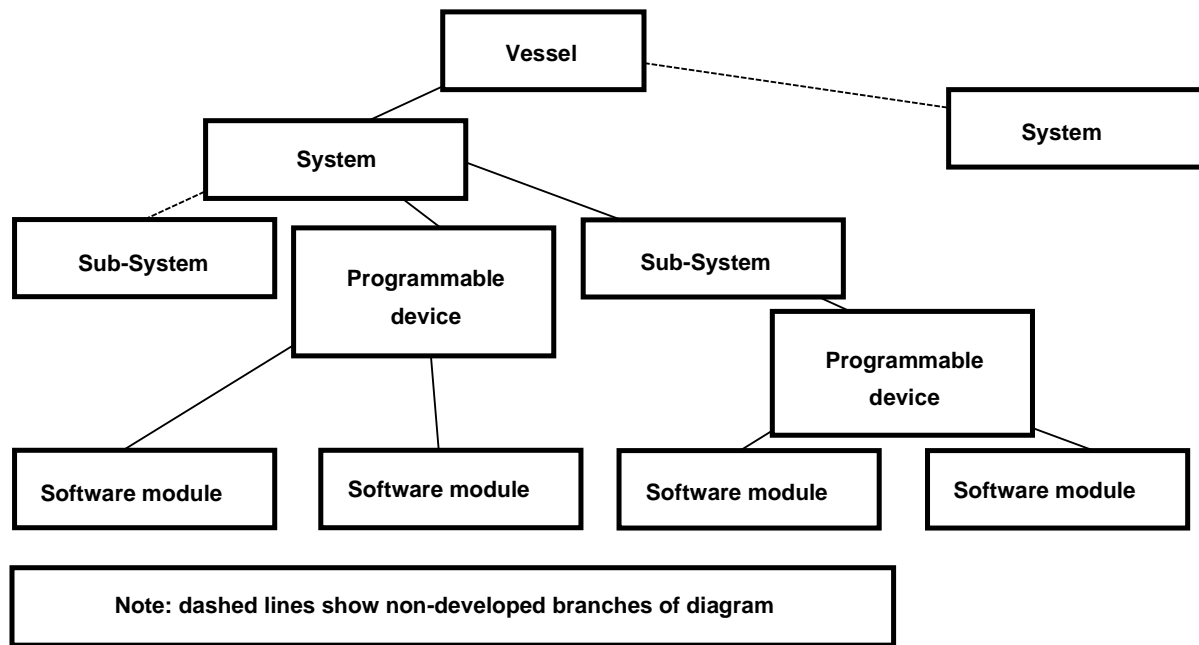 Vessel
System
System
Sub-System
Programmable
device
Sub-System
Programmable
device
Software module
Software module
Software module
Software module
Note: dashed lines show non-developed branches of diagram